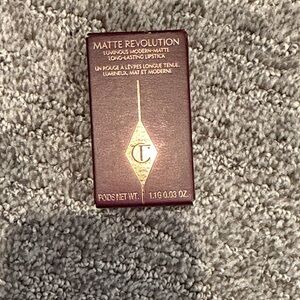 MATTE REVOLUTION
LUMINOUS MODERN-MATTE
LONG-LASTING LIPSTICK
UN ROUGE À LÈVRES LONGUE TENUE,
LUMINEUX, MAT ET MODERNE
CT
POIDS NET WT. 1.1G 0.03 OZ.